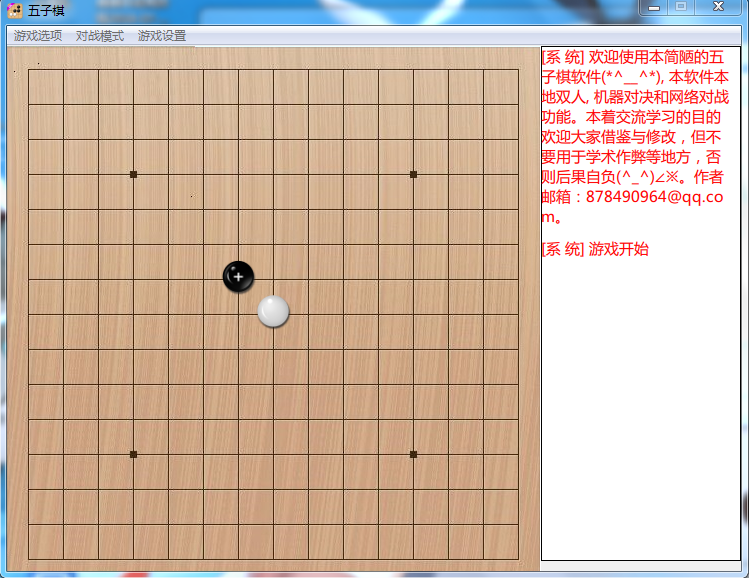 五子棋
游戏选项 对战模式 游戏设置
[系 统] 欢迎使用本简陋的五
子棋软件(*^__^*), 本软件本
地双人, 机器对决和网络对战
功能。本着交流学习的目的
欢迎大家借鉴与修改，但不
要用于学术作弊等地方，否
则后果自负(^_^)∠※。作者
邮箱：878490964@qq.co
m。
[系 统] 游戏开始